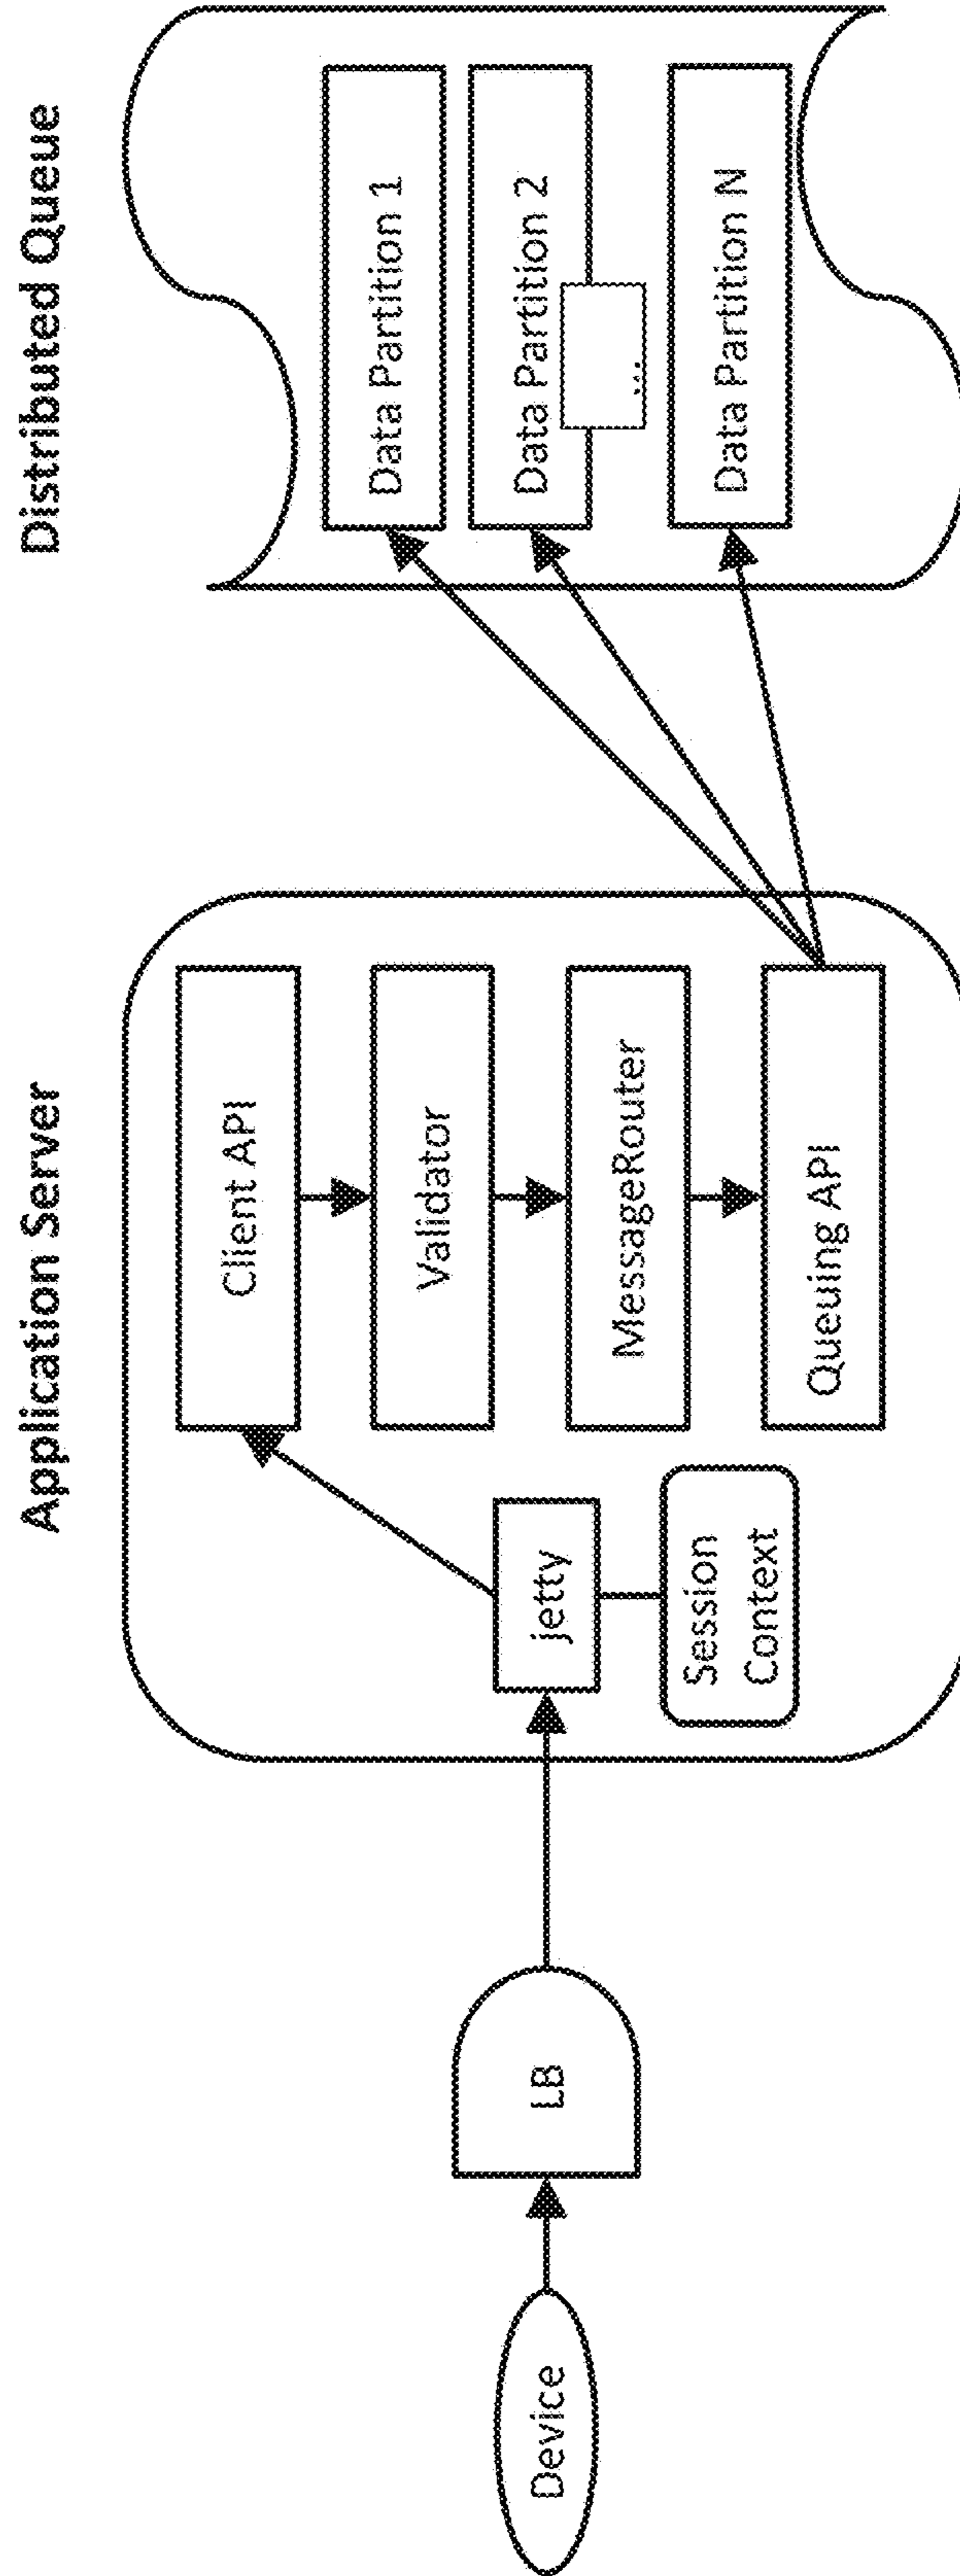 Application Server
Distributed Queue
Device
LB
jetty
Session
Context
Client API
Validator
MessageRouter
Queuing API
Data Partition 1
Data Partition 2
...
Data Partition N